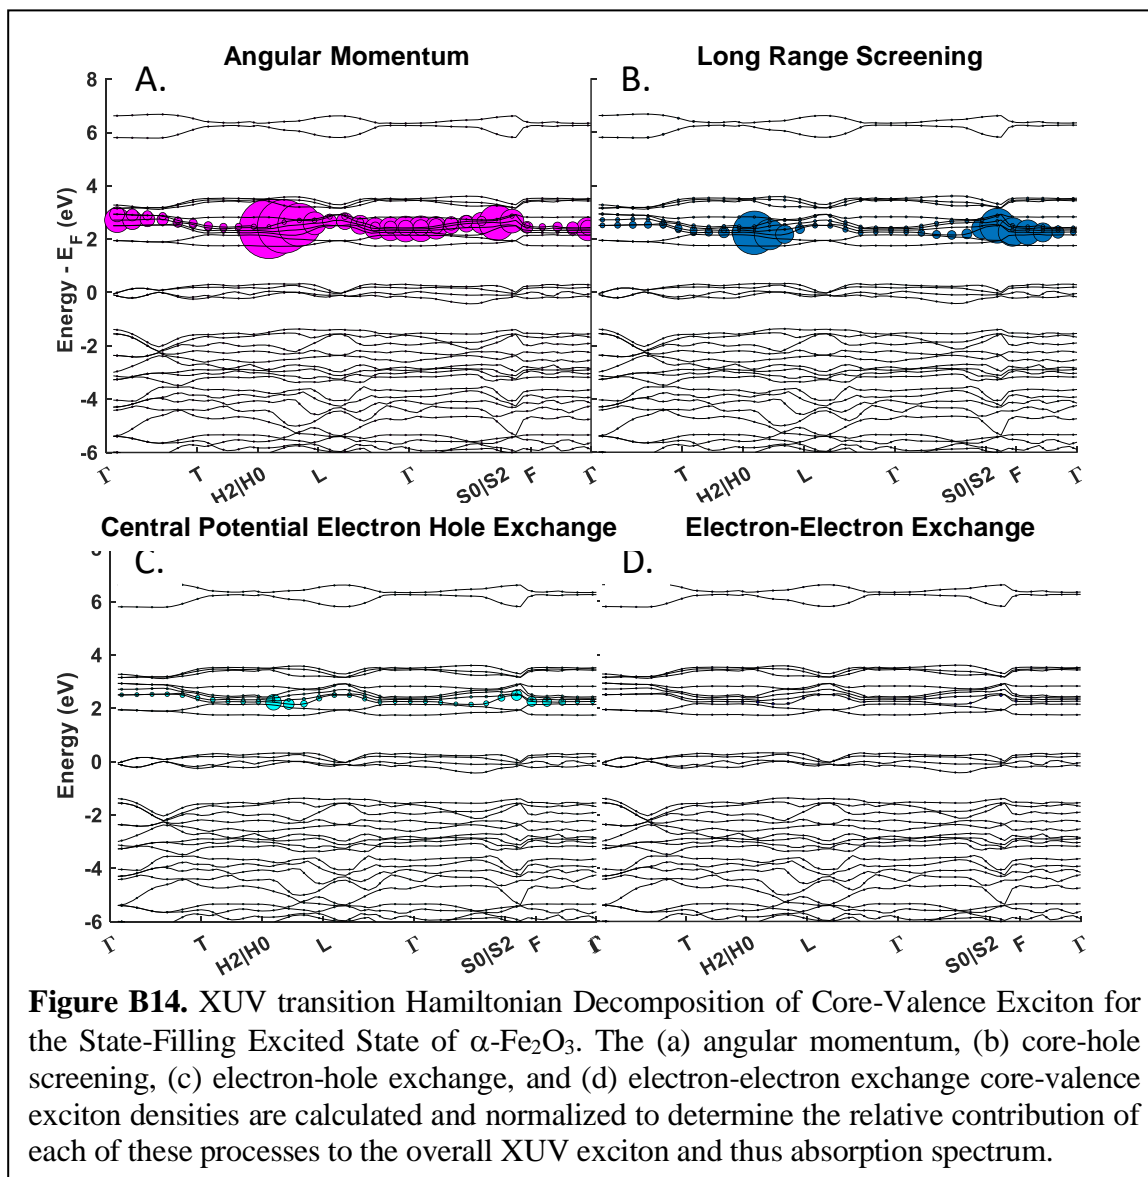 Angular Momentum
Long Range Screening
A.
B.
8
6
4
2
0
-2
-4
-6
Energy - E_F (eV)
Γ T H2|H0 L Γ S0|S2 F Γ
T H2|H0 L Γ S0|S2 F Γ
Central Potential Electron Hole Exchange
Electron-Electron Exchange
C.
D.
8
6
4
2
0
-2
-4
-6
Energy (eV)
Γ T H2|H0 L Γ S0|S2 F Γ
T H2|H0 L Γ S0|S2 F Γ
Figure B14. XUV transition Hamiltonian Decomposition of Core-Valence Exciton for
the State-Filling Excited State of α-Fe₂O₃. The (a) angular momentum, (b) core-hole
screening, (c) electron-hole exchange, and (d) electron-electron exchange core-valence
exciton densities are calculated and normalized to determine the relative contribution of
each of these processes to the overall XUV exciton and thus absorption spectrum.